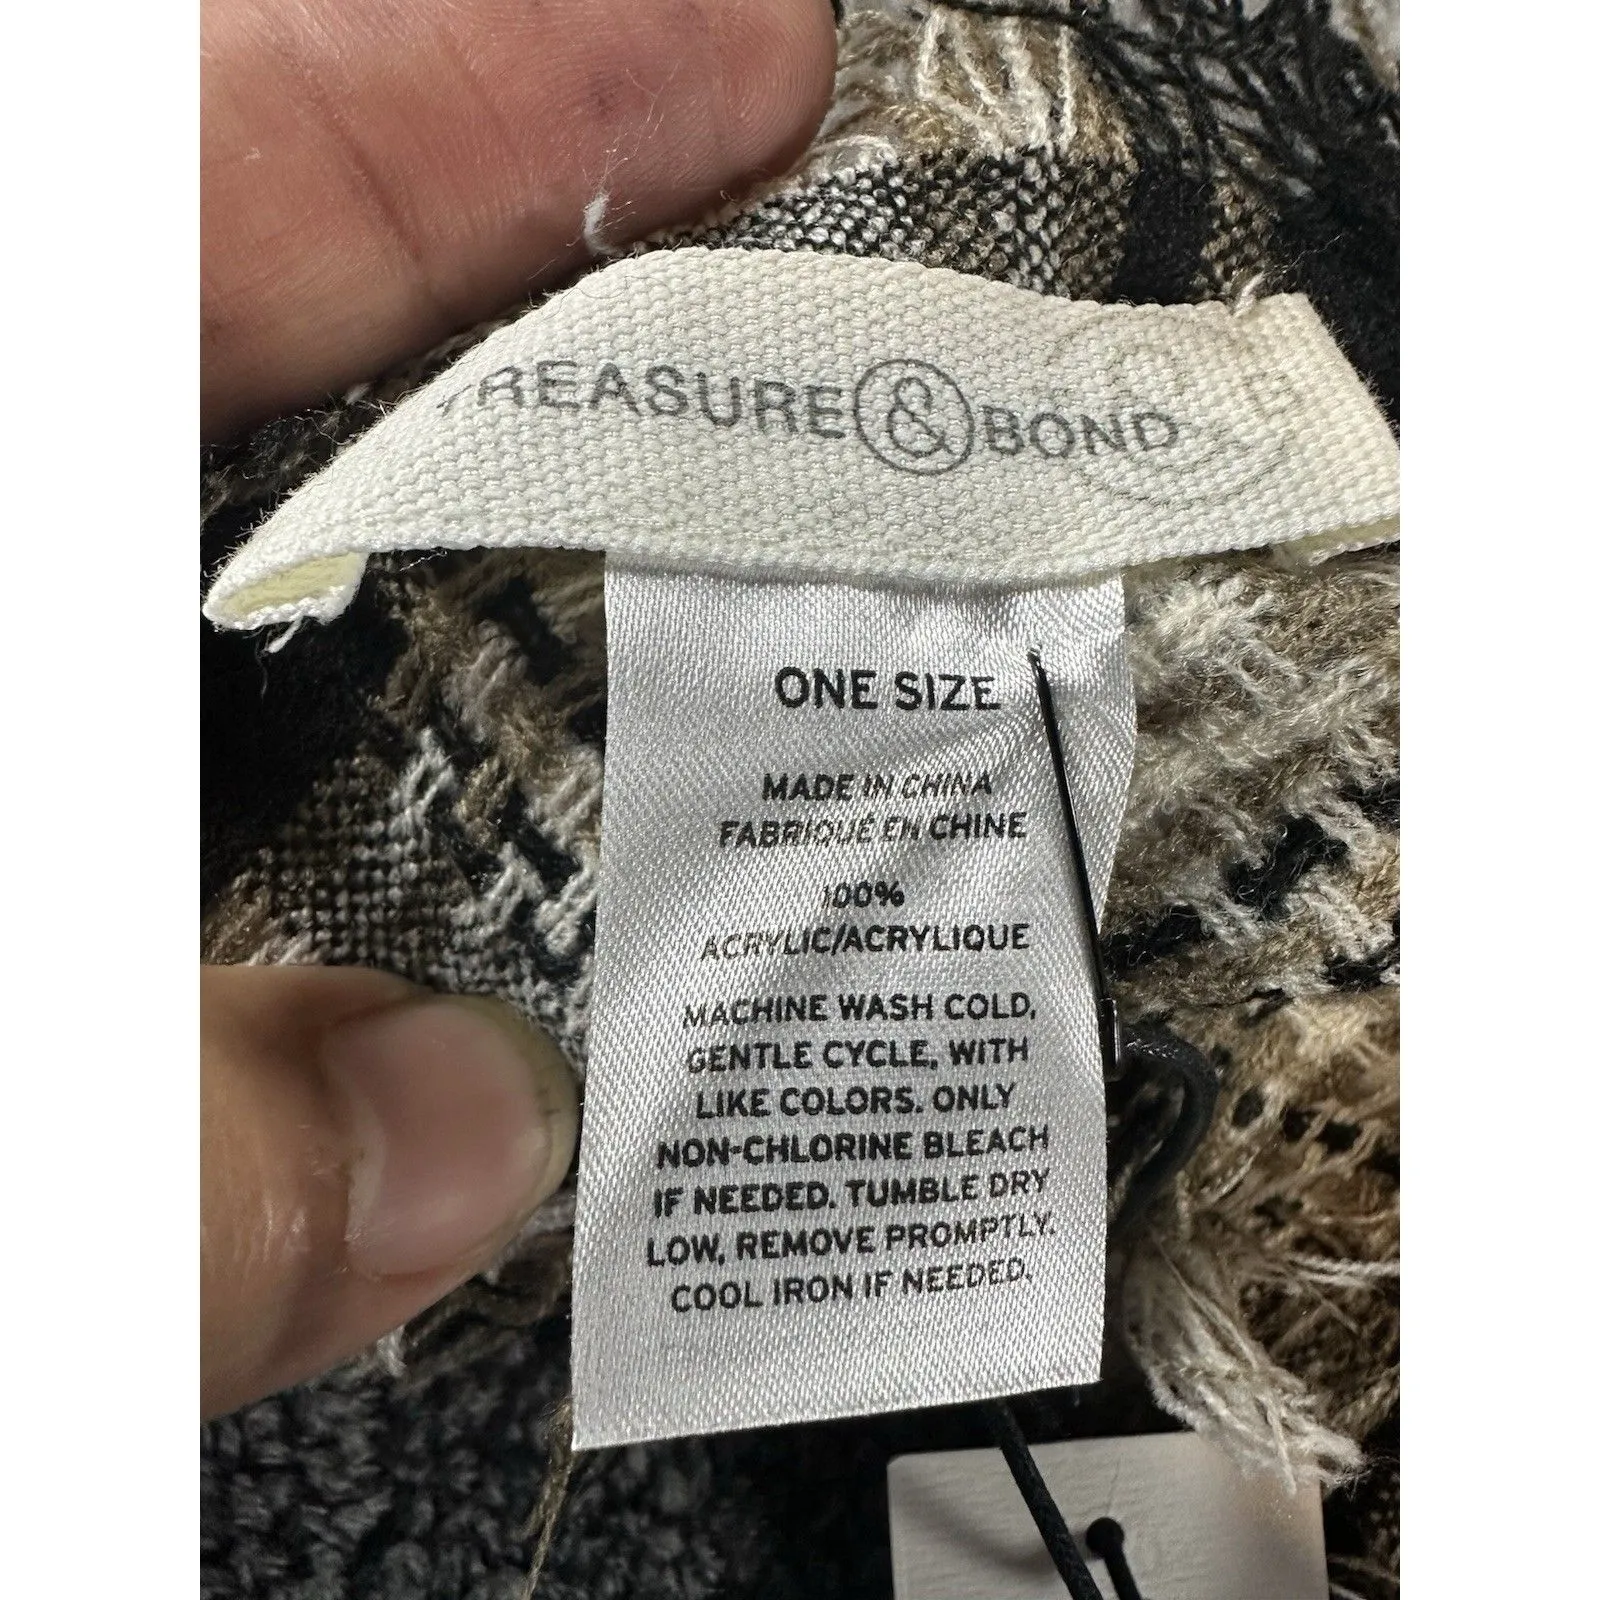 TREASURE & BOND
ONE SIZE
MADE IN CHINA
FABRIQUÉ EN CHINE
100%
ACRYLIC/ACRYLIQUE
MACHINE WASH COLD,
GENTLE CYCLE, WITH
LIKE COLORS. ONLY
NON-CHLORINE BLEACH
IF NEEDED. TUMBLE DRY
LOW, REMOVE PROMPTLY.
COOL IRON IF NEEDED.